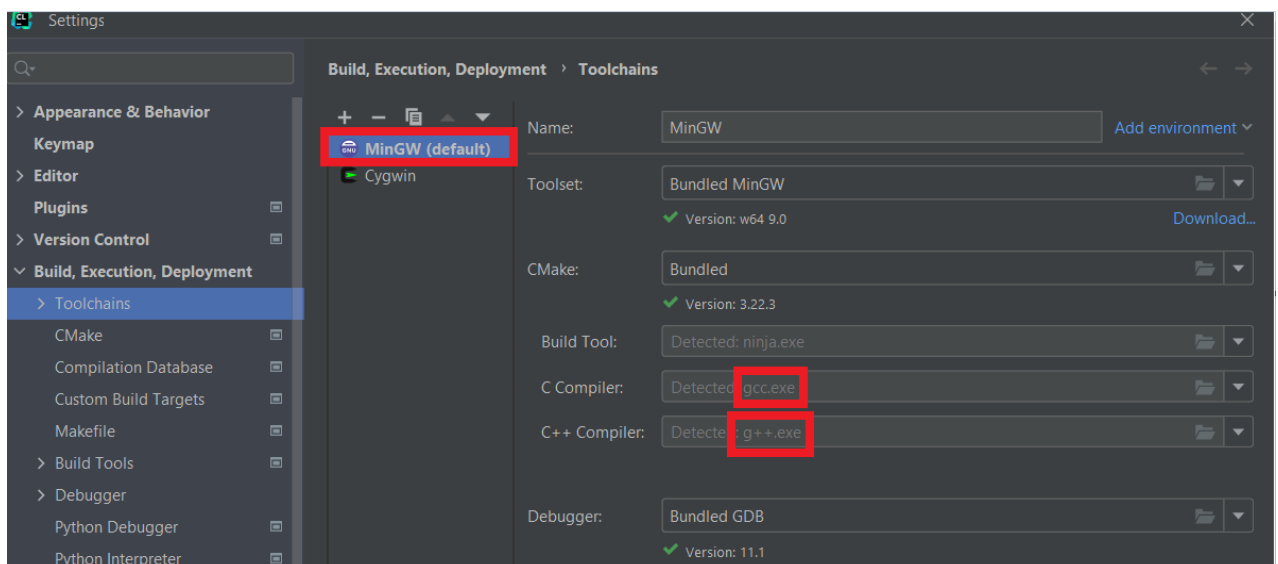 CL
Settings
Build, Execution, Deployment › Toolchains
Appearance & Behavior
Keymap
Editor
Plugins
Version Control
Build, Execution, Deployment
Toolchains
CMake
Compilation Database
Custom Build Targets
Makefile
Build Tools
Debugger
Python Debugger
Python Interpreter
GNU
MinGW (default)
Cygwin
Name: MinGW Add environment
Toolset: Bundled MinGW
Version: w64 9.0 Download...
CMake: Bundled
Version: 3.22.3
Build Tool: Detected: ninja.exe
C Compiler: Detected: gcc.exe
C++ Compiler: Detected: g++.exe
Debugger: Bundled GDB
Version: 11.1